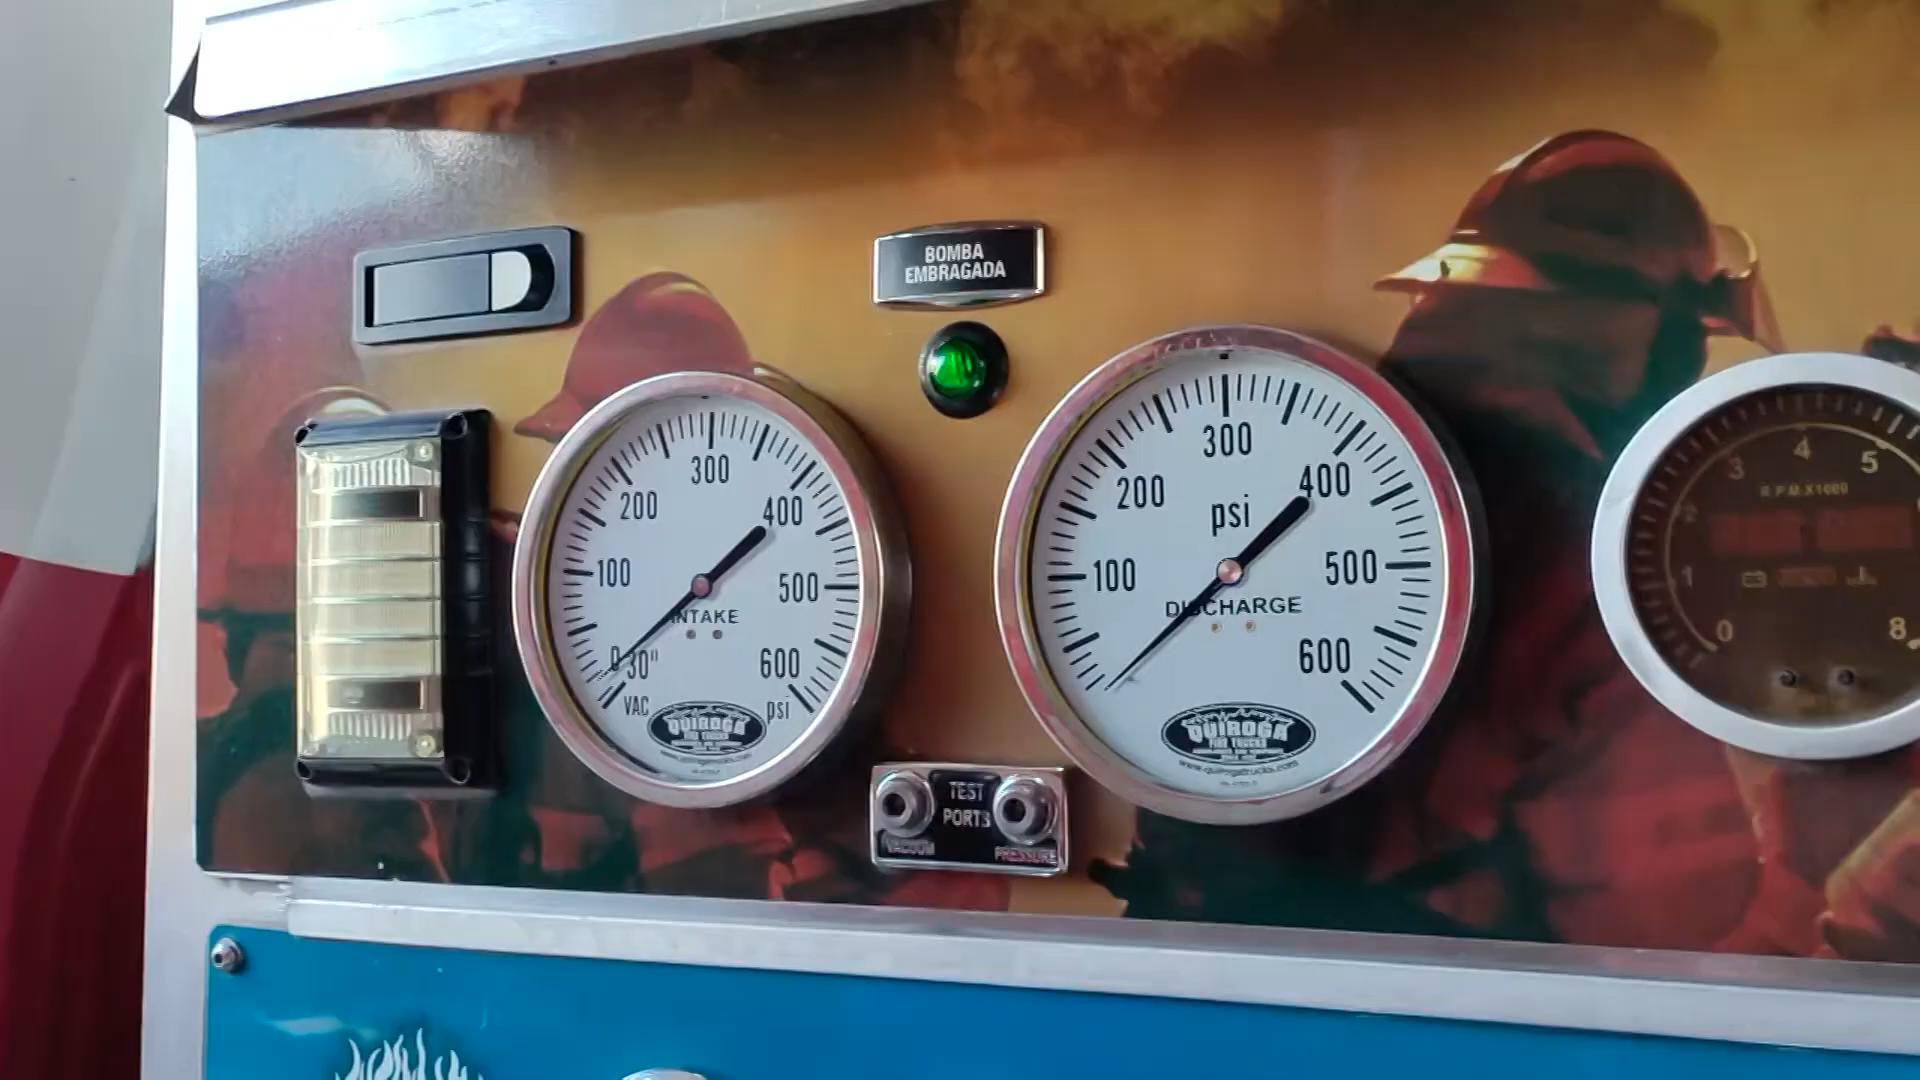 BOMBA
EMBRAGADA
300
200
400
100
500
INTAKE
0 30"
600
VAC
psi
QUIROGA
FIRE TRUCKS
300
200
400
psi
100
500
DISCHARGE
600
QUIROGA
FIRE TRUCKS
www.quirogatrucks.com
4
3
5
R.P.M.X1000
2
1
0
8
TEST
PORTS
VACUUM
PRESSURE